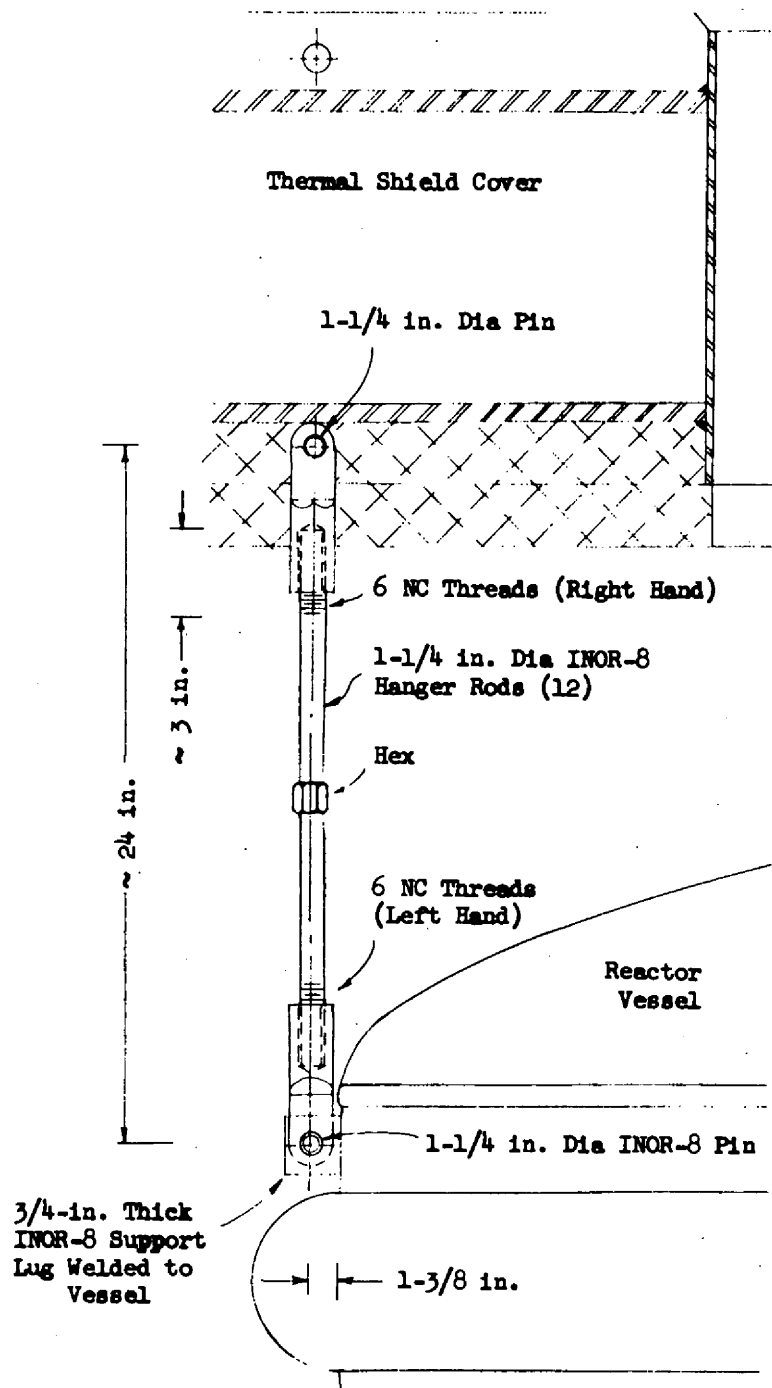 Thermal Shield Cover
1-1/4 in. Dia Pin
6 NC Threads (Right Hand)
1-1/4 in. Dia INOR-8
Hanger Rods (12)
~ 3 in.
Hex
~ 24 in.
6 NC Threads
(Left Hand)
Reactor
Vessel
1-1/4 in. Dia INOR-8 Pin
3/4-in. Thick
INOR-8 Support
Lug Welded to
Vessel
1-3/8 in.